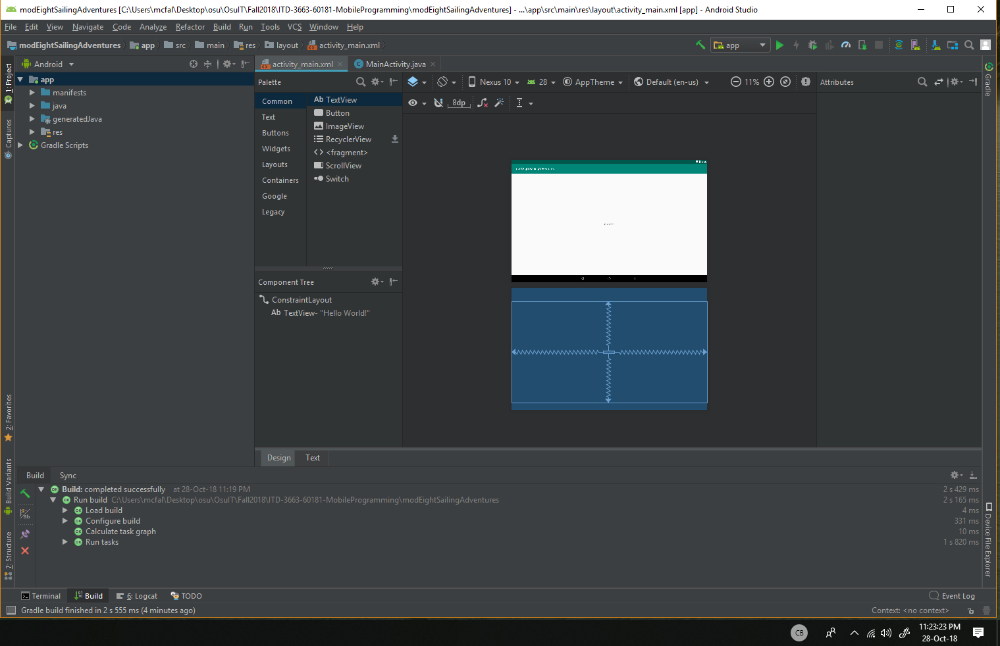 modEightSailingAdventures [C:\Users\mcfal\Desktop\osu\OsuIT\Fall2018\ITD-3663-60181-MobileProgramming\modEightSailingAdventures] - ...\app\src\main\res\layout\activity_main.xml [app] - Android Studio
File Edit View Navigate Code Analyze Refactor Build Run Tools VCS Window Help
modEightSailingAdventures app src main res layout activity_main.xml app
Android activity_main.xml MainActivity.java
1: Project
Captures
2: Favorites
Build Variants
7: Structure
app
manifests
java
generatedJava
res
Gradle Scripts
Palette
Common
Text
Buttons
Widgets
Layouts
Containers
Google
Legacy
Ab TextView
Button
ImageView
RecyclerView
<fragment>
ScrollView
Switch
Component Tree
ConstraintLayout
Ab TextView- "Hello World!"
Nexus 10 28 AppTheme Default (en-us) 11%
8dp
modEightSailingAdventures
Attributes
Gradle
Device File Explorer
Design Text
Build Sync
Build: completed successfully at 28-Oct-18 11:19 PM 2 s 429 ms
Run build C:\Users\mcfal\Desktop\osu\OsuIT\Fall2018\ITD-3663-60181-MobileProgramming\modEightSailingAdventures 2 s 165 ms
Load build 4 ms
Configure build 331 ms
Calculate task graph 10 ms
Run tasks 1 s 820 ms
Terminal Build 6: Logcat TODO Event Log
Gradle build finished in 2 s 555 ms (4 minutes ago) Context: <no context>
CB 11:23:23 PM
28-Oct-18